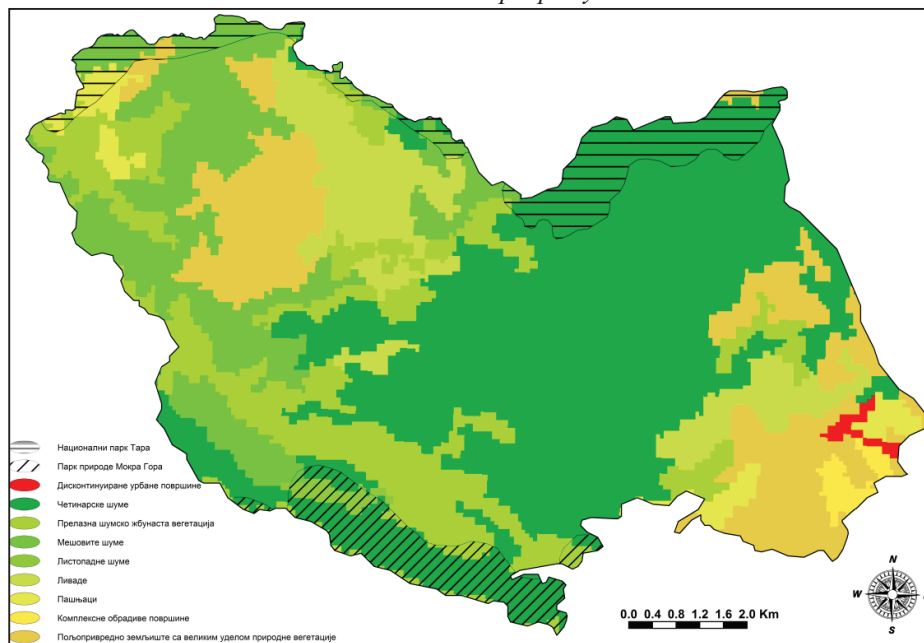 Национални парк Тара
Парк природе Мокра Гора
Дисконтинуиране урбане површине
Четинарске шуме
Прелазна шумско жбунаста вегетација
Мешовите шуме
Листопадне шуме
Ливаде
Пашњаци
Комплексне обрадиве површине
Пољопривредно земљиште са великим уделом природне вегетације
0.0 0.4 0.8 1.2 1.6 2.0 Km
N
W
S